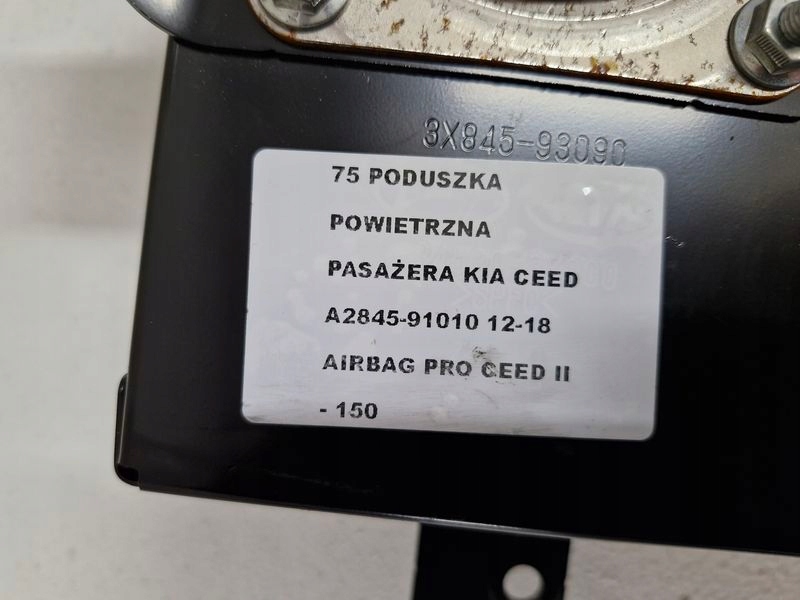 3X845-93090
75 PODUSZKA
POWIETRZNA
PASAŻERA KIA CEED
A2845-91010 12-18
AIRBAG PRO CEED II
- 150